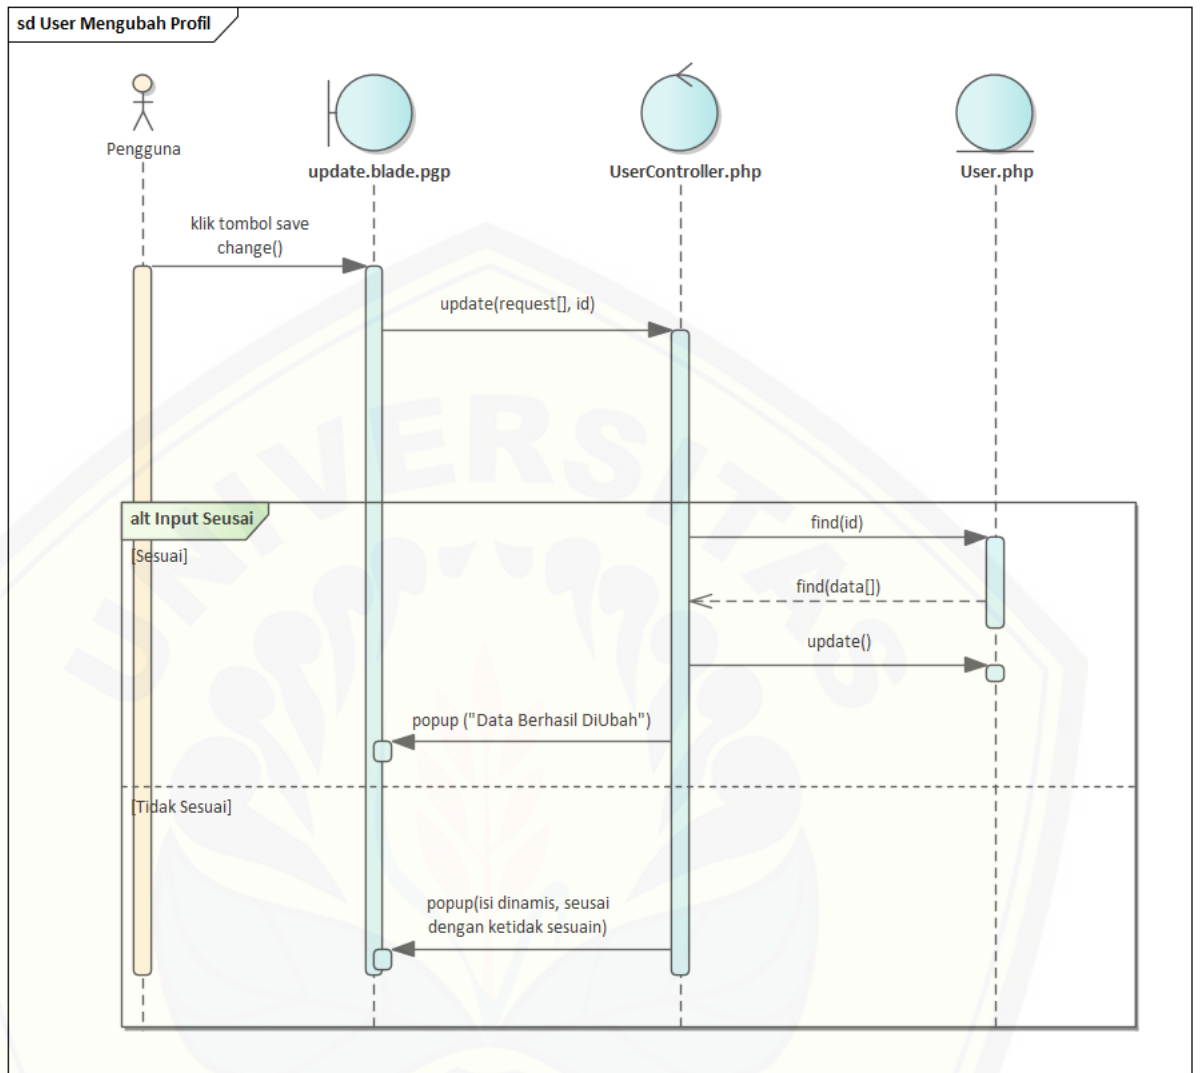 sd User Mengubah Profil
Pengguna
update.blade.pgp
UserController.php
User.php
klik tombol save
change()
update(request[], id)
UNIVERSITAS
alt Input Seusai
[Sesuai]
find(id)
find(data[])
update()
popup ("Data Berhasil DiUbah")
[Tidak Sesuai]
popup(isi dinamis, seusai
dengan ketidak sesuain)